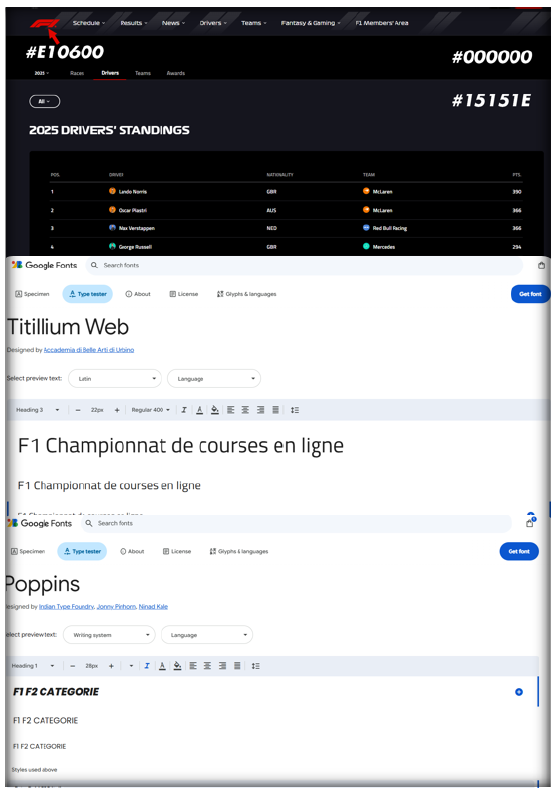 Schedule Results News Drivers Teams Fantasy & Gaming F1 Members' Area
#E10600
#000000
2025 Races Drivers Teams Awards
All
#15151E
2025 DRIVERS' STANDINGS
POS. DRIVER NATIONALITY TEAM PTS.
1 Lando Norris GBR McLaren 390
2 Oscar Piastri AUS McLaren 366
3 Max Verstappen NED Red Bull Racing 366
4 George Russell GBR Mercedes 294
Google Fonts Search fonts
Specimen Type tester About License Glyphs & languages Get font
Titillium Web
Designed by Accademia di Belle Arti di Urbino
Select preview text: Latin Language
Heading 3 22px Regular 400
F1 Championnat de courses en ligne
F1 Championnat de courses en ligne
F1 Championnat de courses en ligne
Google Fonts Search fonts
Specimen Type tester About License Glyphs & languages Get font
Poppins
esigned by Indian Type Foundry, Jonny Pinhorn, Ninad Kale
elect preview text: Writing system Language
Heading 1 28px
F1 F2 CATEGORIE
F1 F2 CATEGORIE
F1 F2 CATEGORIE
Styles used above